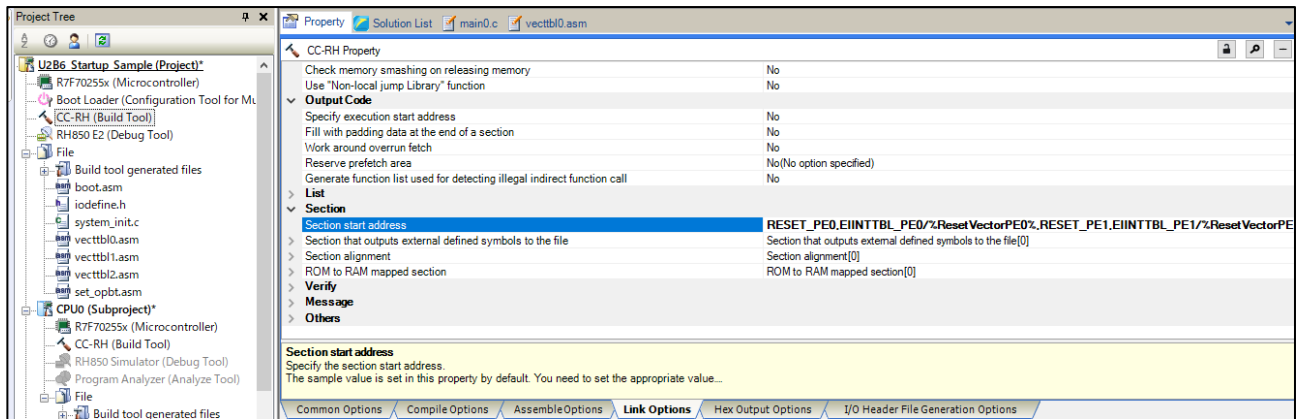 Project Tree
U2B6_Startup_Sample (Project)*
R7F70255x (Microcontroller)
Boot Loader (Configuration Tool for Mu
CC-RH (Build Tool)
RH850 E2 (Debug Tool)
File
Build tool generated files
boot.asm
iodefine.h
system_init.c
vecttbl0.asm
vecttbl1.asm
vecttbl2.asm
set_opbt.asm
CPU0 (Subproject)*
R7F70255x (Microcontroller)
CC-RH (Build Tool)
RH850 Simulator (Debug Tool)
Program Analyzer (Analyze Tool)
File
Build tool generated files
Property Solution List main0.c vecttbl0.asm
CC-RH Property
Check memory smashing on releasing memory No
Use "Non-local jump Library" function No
Output Code
Specify execution start address No
Fill with padding data at the end of a section No
Work around overrun fetch No
Reserve prefetch area No(No option specified)
Generate function list used for detecting illegal indirect function call No
List
Section
Section start address RESET_PE0,EIINTTBL_PE0/%ResetVectorPE0%,RESET_PE1,EIINTTBL_PE1/%ResetVectorPE
Section that outputs external defined symbols to the file Section that outputs external defined symbols to the file[0]
Section alignment Section alignment[0]
ROM to RAM mapped section ROM to RAM mapped section[0]
Verify
Message
Others
Section start address
Specify the section start address.
The sample value is set in this property by default. You need to set the appropriate value...
Common Options Compile Options Assemble Options Link Options Hex Output Options I/O Header File Generation Options